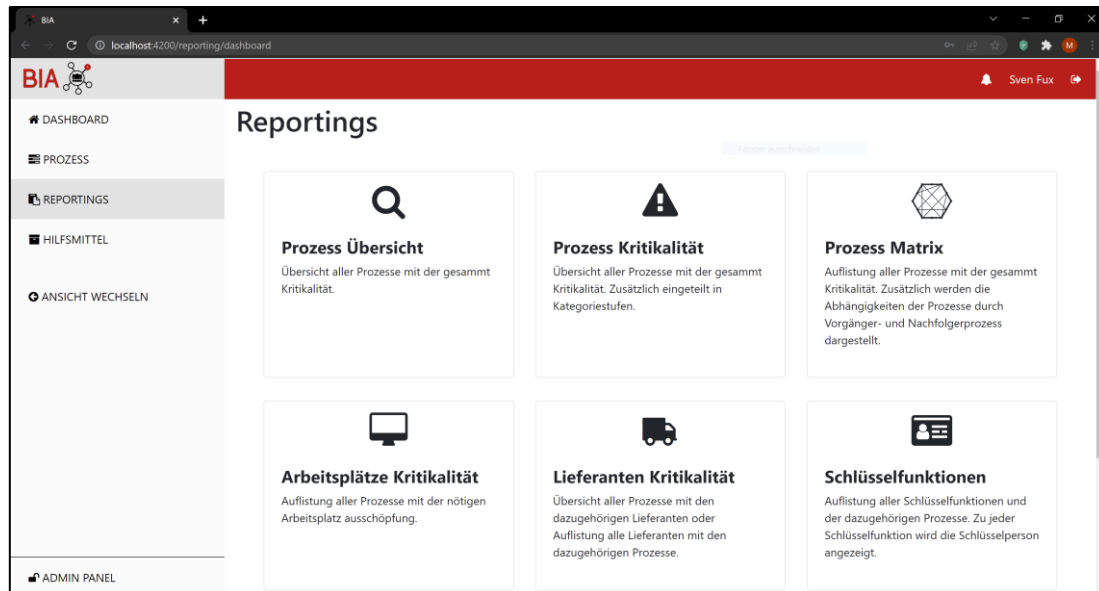 BIA
localhost:4200/reporting/dashboard
M
BIA
Sven Fux
DASHBOARD
PROZESS
REPORTINGS
HILFSMITTEL
ANSICHT WECHSELN
ADMIN PANEL
Reportings
Prozess Übersicht
Übersicht aller Prozesse mit der gesammt
Kritikalität.
Prozess Kritikalität
Übersicht aller Prozesse mit der gesammt
Kritikalität. Zusätzlich eingeteilt in
Kategoriestufen.
Prozess Matrix
Auflistung aller Prozesse mit der gesammt
Kritikalität. Zusätzlich werden die
Abhängigkeiten der Prozesse durch
Vorgänger- und Nachfolgerprozess
dargestellt.
Arbeitsplätze Kritikalität
Auflistung aller Prozesse mit der nötigen
Arbeitsplatz ausschöpfung.
Lieferanten Kritikalität
Übersicht aller Prozesse mit den
dazugehörigen Lieferanten oder
Auflistung alle Lieferanten mit den
dazugehörigen Prozesse.
Schlüsselfunktionen
Auflistung aller Schlüsselfunktionen und
der dazugehörigen Prozesse. Zu jeder
Schlüsselfunktion wird die Schlüsselperson
angezeigt.